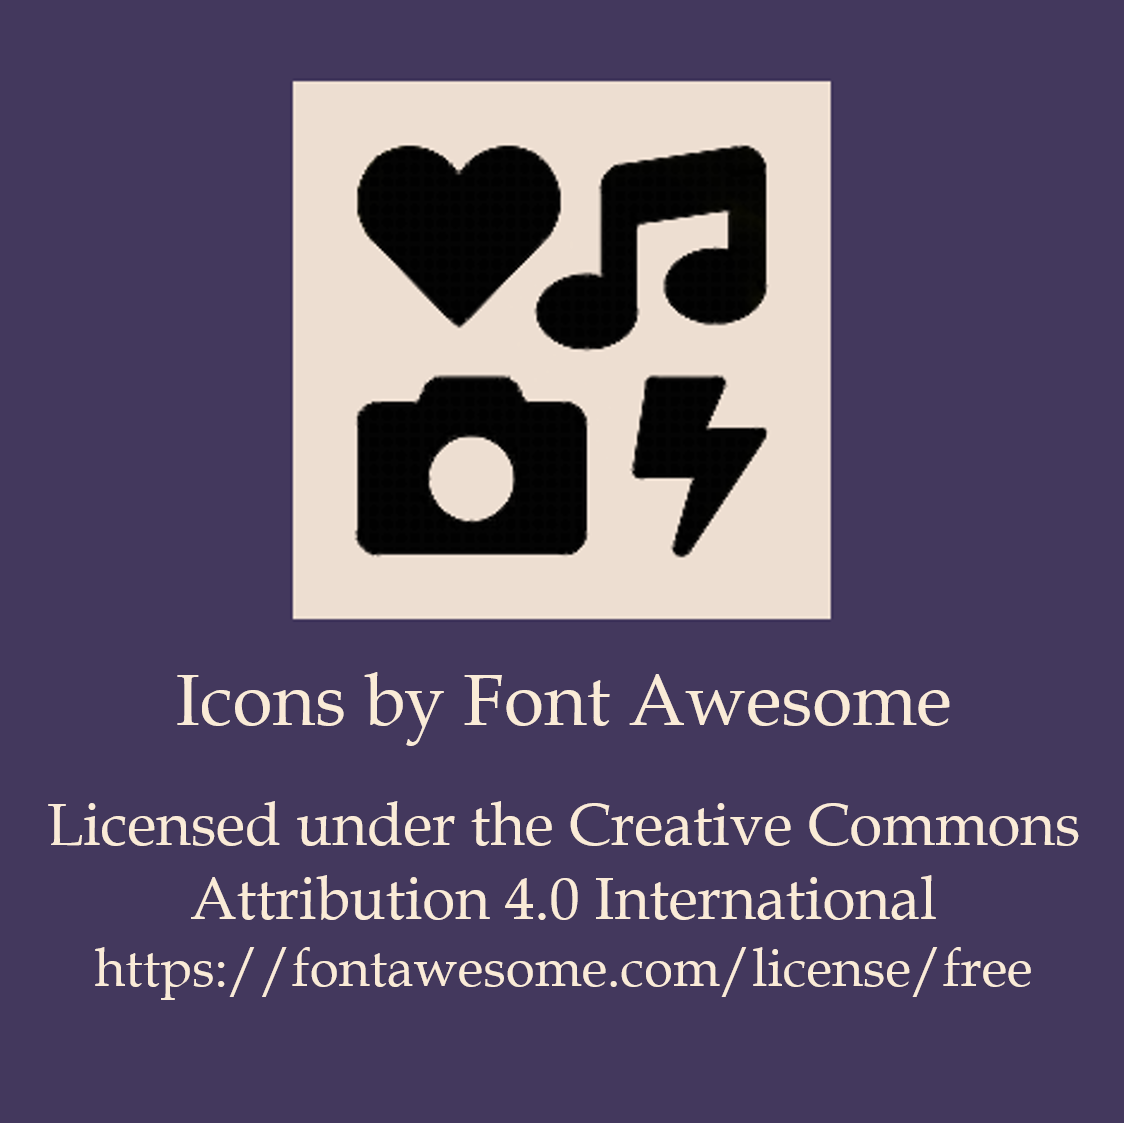 Icons by Font Awesome
Licensed under the Creative Commons
Attribution 4.0 International
https://fontawesome.com/license/free